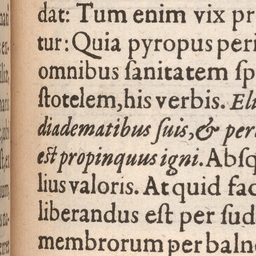 dat: Tum enim vix pr
tur: Quia pyropus peri
omnibus ſanitatem ſp
ſtotelem, his verbis. Eli
diadematibus ſuis, & per
eſt propinquus igni. Abſq
lius valoris. At quid fac
liberandus eſt per ſud
membrorum per balne